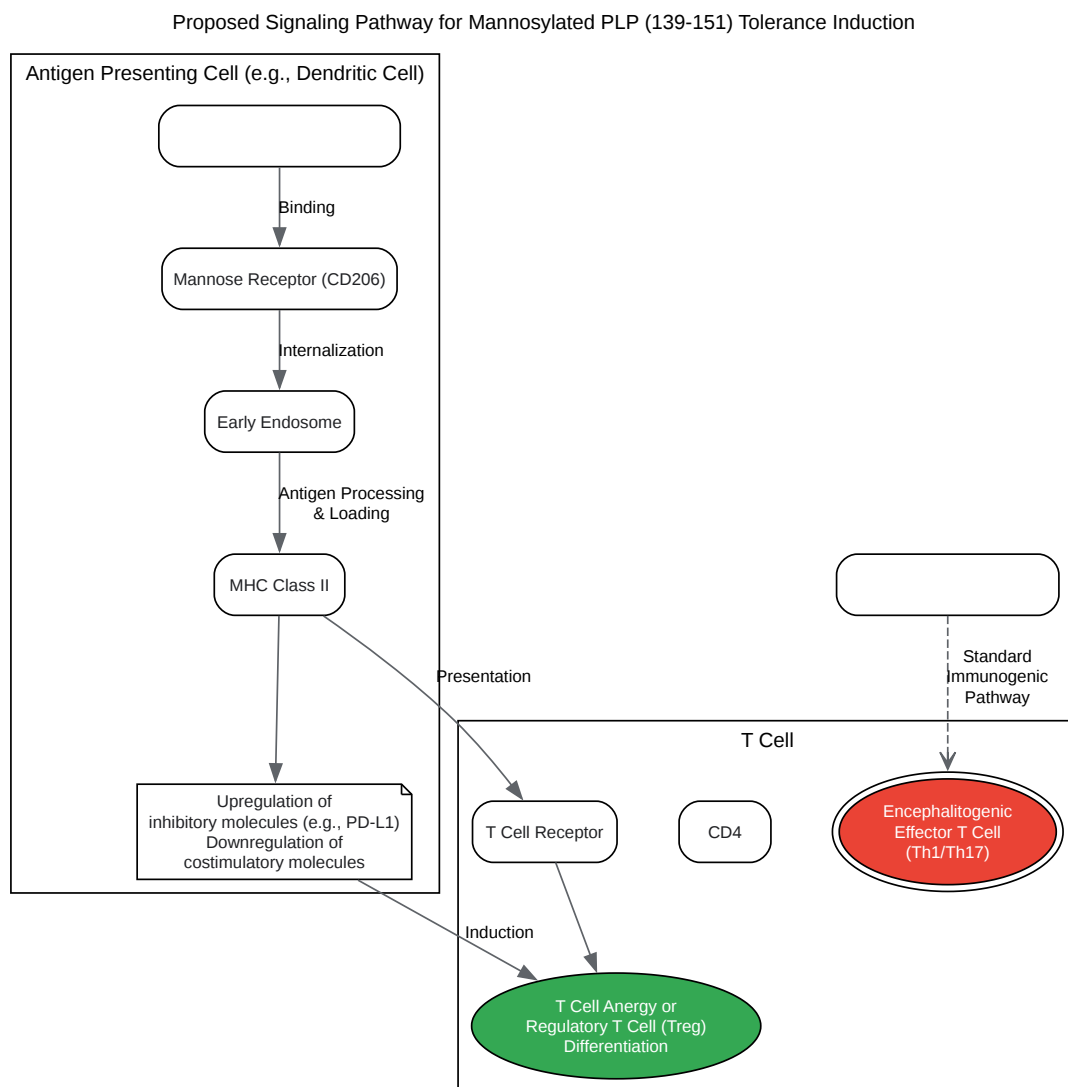 Proposed Signaling Pathway for Mannosylated PLP (139-151) Tolerance Induction
Antigen Presenting Cell (e.g., Dendritic Cell)
Binding
Mannose Receptor (CD206)
Internalization
Early Endosome
Antigen Processing
& Loading
MHC Class II
Presentation
Standard
Immunogenic
Pathway
T Cell
Upregulation of
inhibitory molecules (e.g., PD-L1)
Downregulation of
costimulatory molecules
T Cell Receptor
CD4
Encephalitogenic
Effector T Cell
(Th1/Th17)
Induction
T Cell Anergy or
Regulatory T Cell (Treg)
Differentiation